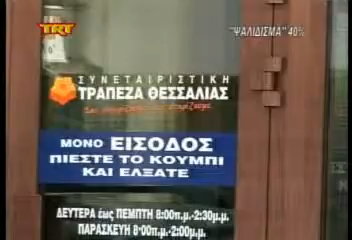 TRT
"ΨΑΛΙΔΙΣΜΑ" 40%
ΣΥΝΕΤΑΙΡΙΣΤΙΚΗ
ΤΡΑΠΕΖΑ ΘΕΣΣΑΛΙΑΣ
ΜΟΝΟ ΕΙΣΟΔΟΣ
ΠΙΕΣΤΕ ΤΟ ΚΟΥΜΠΙ
ΚΑΙ ΕΛΞΑΤΕ
ΔΕΥΤΕΡΑ έως ΠΕΜΠΤΗ 8:00π.μ.-2:30μ.μ.
ΠΑΡΑΣΚΕΥΗ 8:00π.μ.-2:00μ.μ.